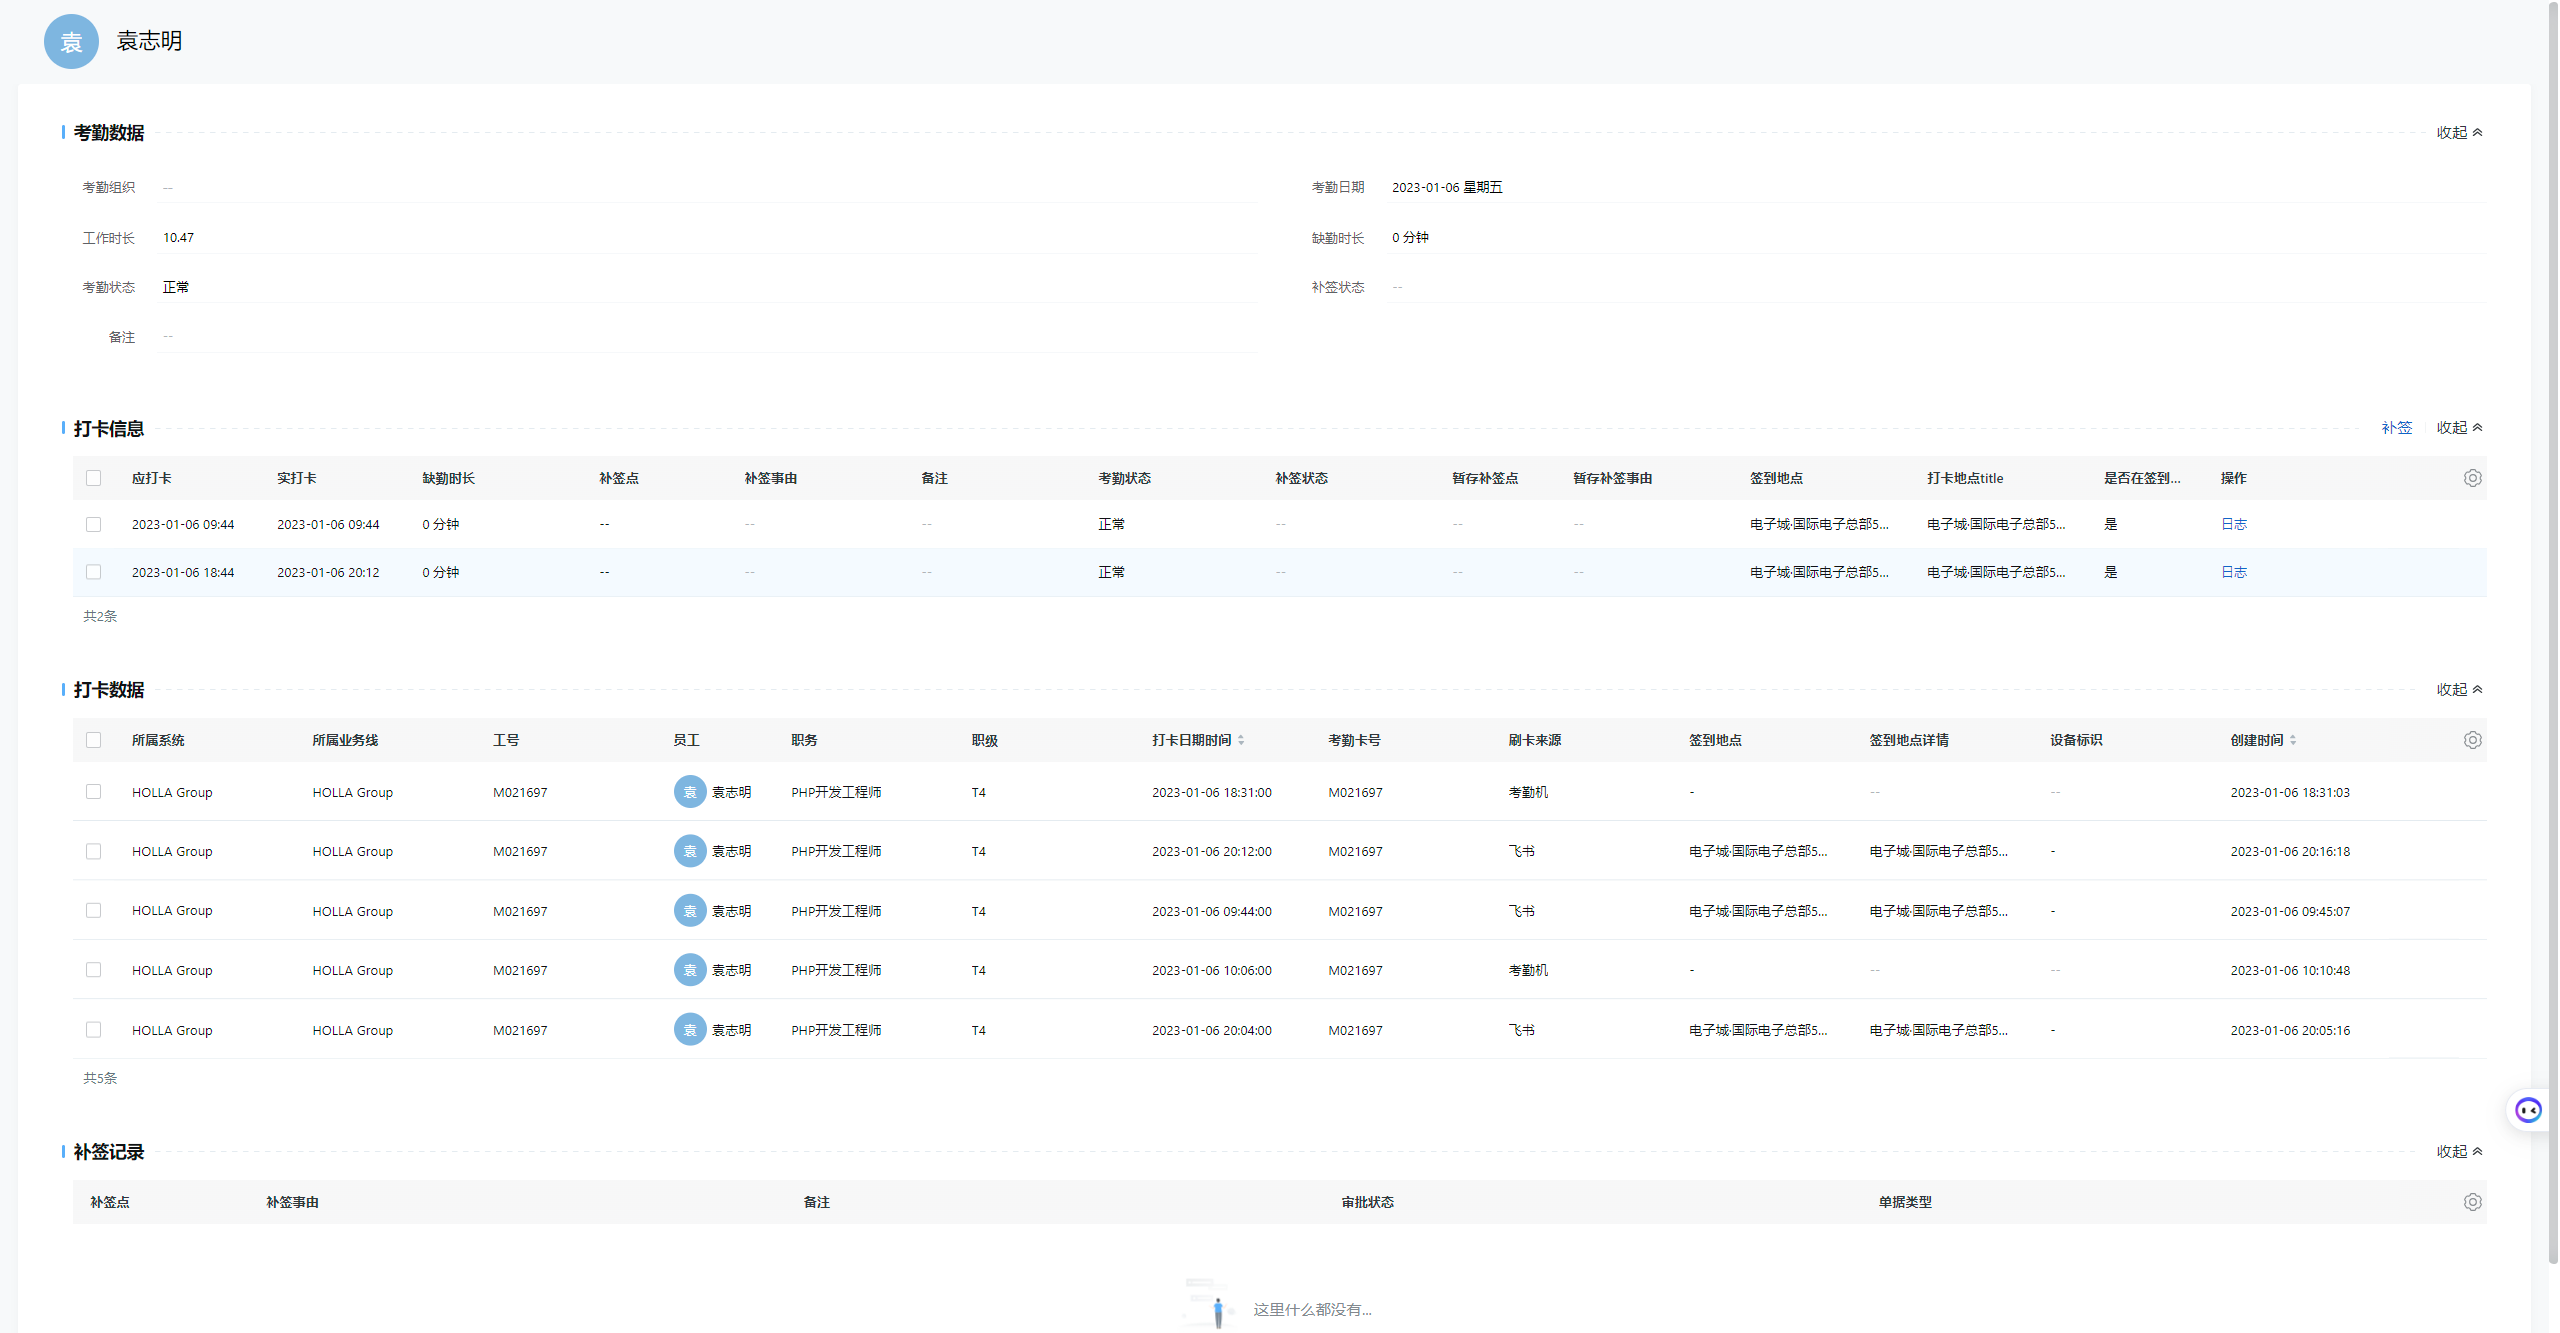 袁 袁志明
考勤数据 收起
考勤组织 -- 考勤日期 2023-01-06 星期五
工作时长 10.47 缺勤时长 0 分钟
考勤状态 正常 补签状态 --
备注 --
打卡信息 补签 收起
应打卡 实打卡 缺勤时长 补签点 补签事由 备注 考勤状态 补签状态 暂存补签点 暂存补签事由 签到地点 打卡地点title 是否在签到... 操作
2023-01-06 09:44 2023-01-06 09:44 0 分钟 -- -- -- 正常 -- -- -- 电子城·国际电子总部5... 电子城·国际电子总部5... 是 日志
2023-01-06 18:44 2023-01-06 20:12 0 分钟 -- -- -- 正常 -- -- -- 电子城·国际电子总部5... 电子城·国际电子总部5... 是 日志
共2条
打卡数据 收起
所属系统 所属业务线 工号 员工 职务 职级 打卡日期时间 考勤卡号 刷卡来源 签到地点 签到地点详情 设备标识 创建时间
HOLLA Group HOLLA Group M021697 袁 袁志明 PHP开发工程师 T4 2023-01-06 18:31:00 M021697 考勤机 - -- -- 2023-01-06 18:31:03
HOLLA Group HOLLA Group M021697 袁 袁志明 PHP开发工程师 T4 2023-01-06 20:12:00 M021697 飞书 电子城·国际电子总部5... 电子城·国际电子总部5... - 2023-01-06 20:16:18
HOLLA Group HOLLA Group M021697 袁 袁志明 PHP开发工程师 T4 2023-01-06 09:44:00 M021697 飞书 电子城·国际电子总部5... 电子城·国际电子总部5... - 2023-01-06 09:45:07
HOLLA Group HOLLA Group M021697 袁 袁志明 PHP开发工程师 T4 2023-01-06 10:06:00 M021697 考勤机 - -- -- 2023-01-06 10:10:48
HOLLA Group HOLLA Group M021697 袁 袁志明 PHP开发工程师 T4 2023-01-06 20:04:00 M021697 飞书 电子城·国际电子总部5... 电子城·国际电子总部5... - 2023-01-06 20:05:16
共5条
补签记录 收起
补签点 补签事由 备注 审批状态 单据类型
这里什么都没有...